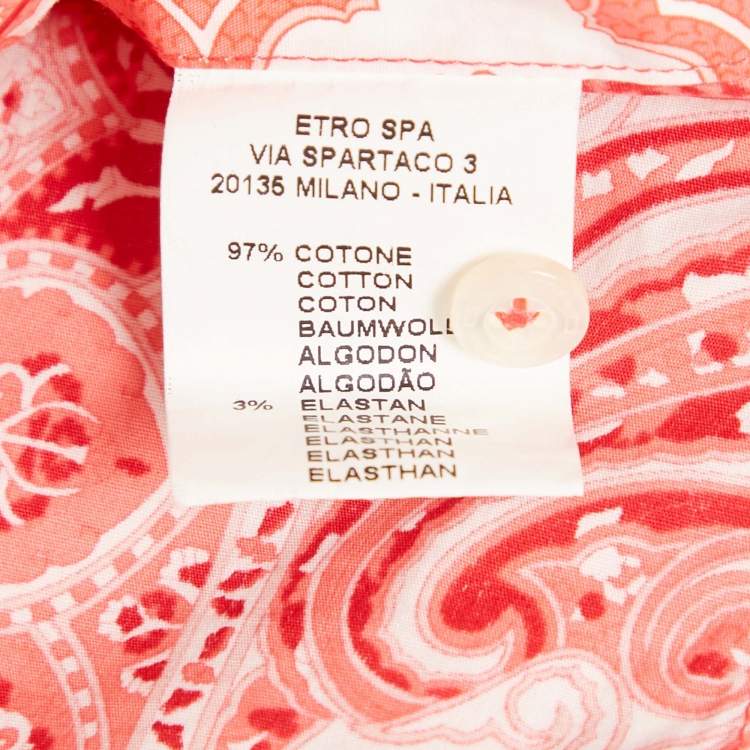 ETRO SPA
VIA SPARTACO 3
20135 MILANO - ITALIA
97% COTONE
COTTON
COTON
BAUMWOLL
ALGODON
ALGODÃO
3% ELASTAN
ELASTANE
ELASTHANNE
ELASTHAN
ELASTHAN
ELASTHAN